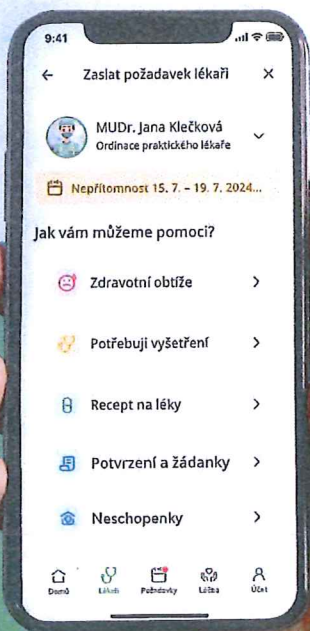 9:41
Zaslat požadavek lékaři
MUDr. Jana Klečková
Ordinace praktického lékaře
Nepřítomnost 15. 7. – 19. 7. 2024...
Jak vám můžeme pomoci?
Zdravotní obtíže
Potřebuji vyšetření
Recept na léky
Potvrzení a žádanky
Neschopenky
Domů Lékaři Požadavky Léčba Účet